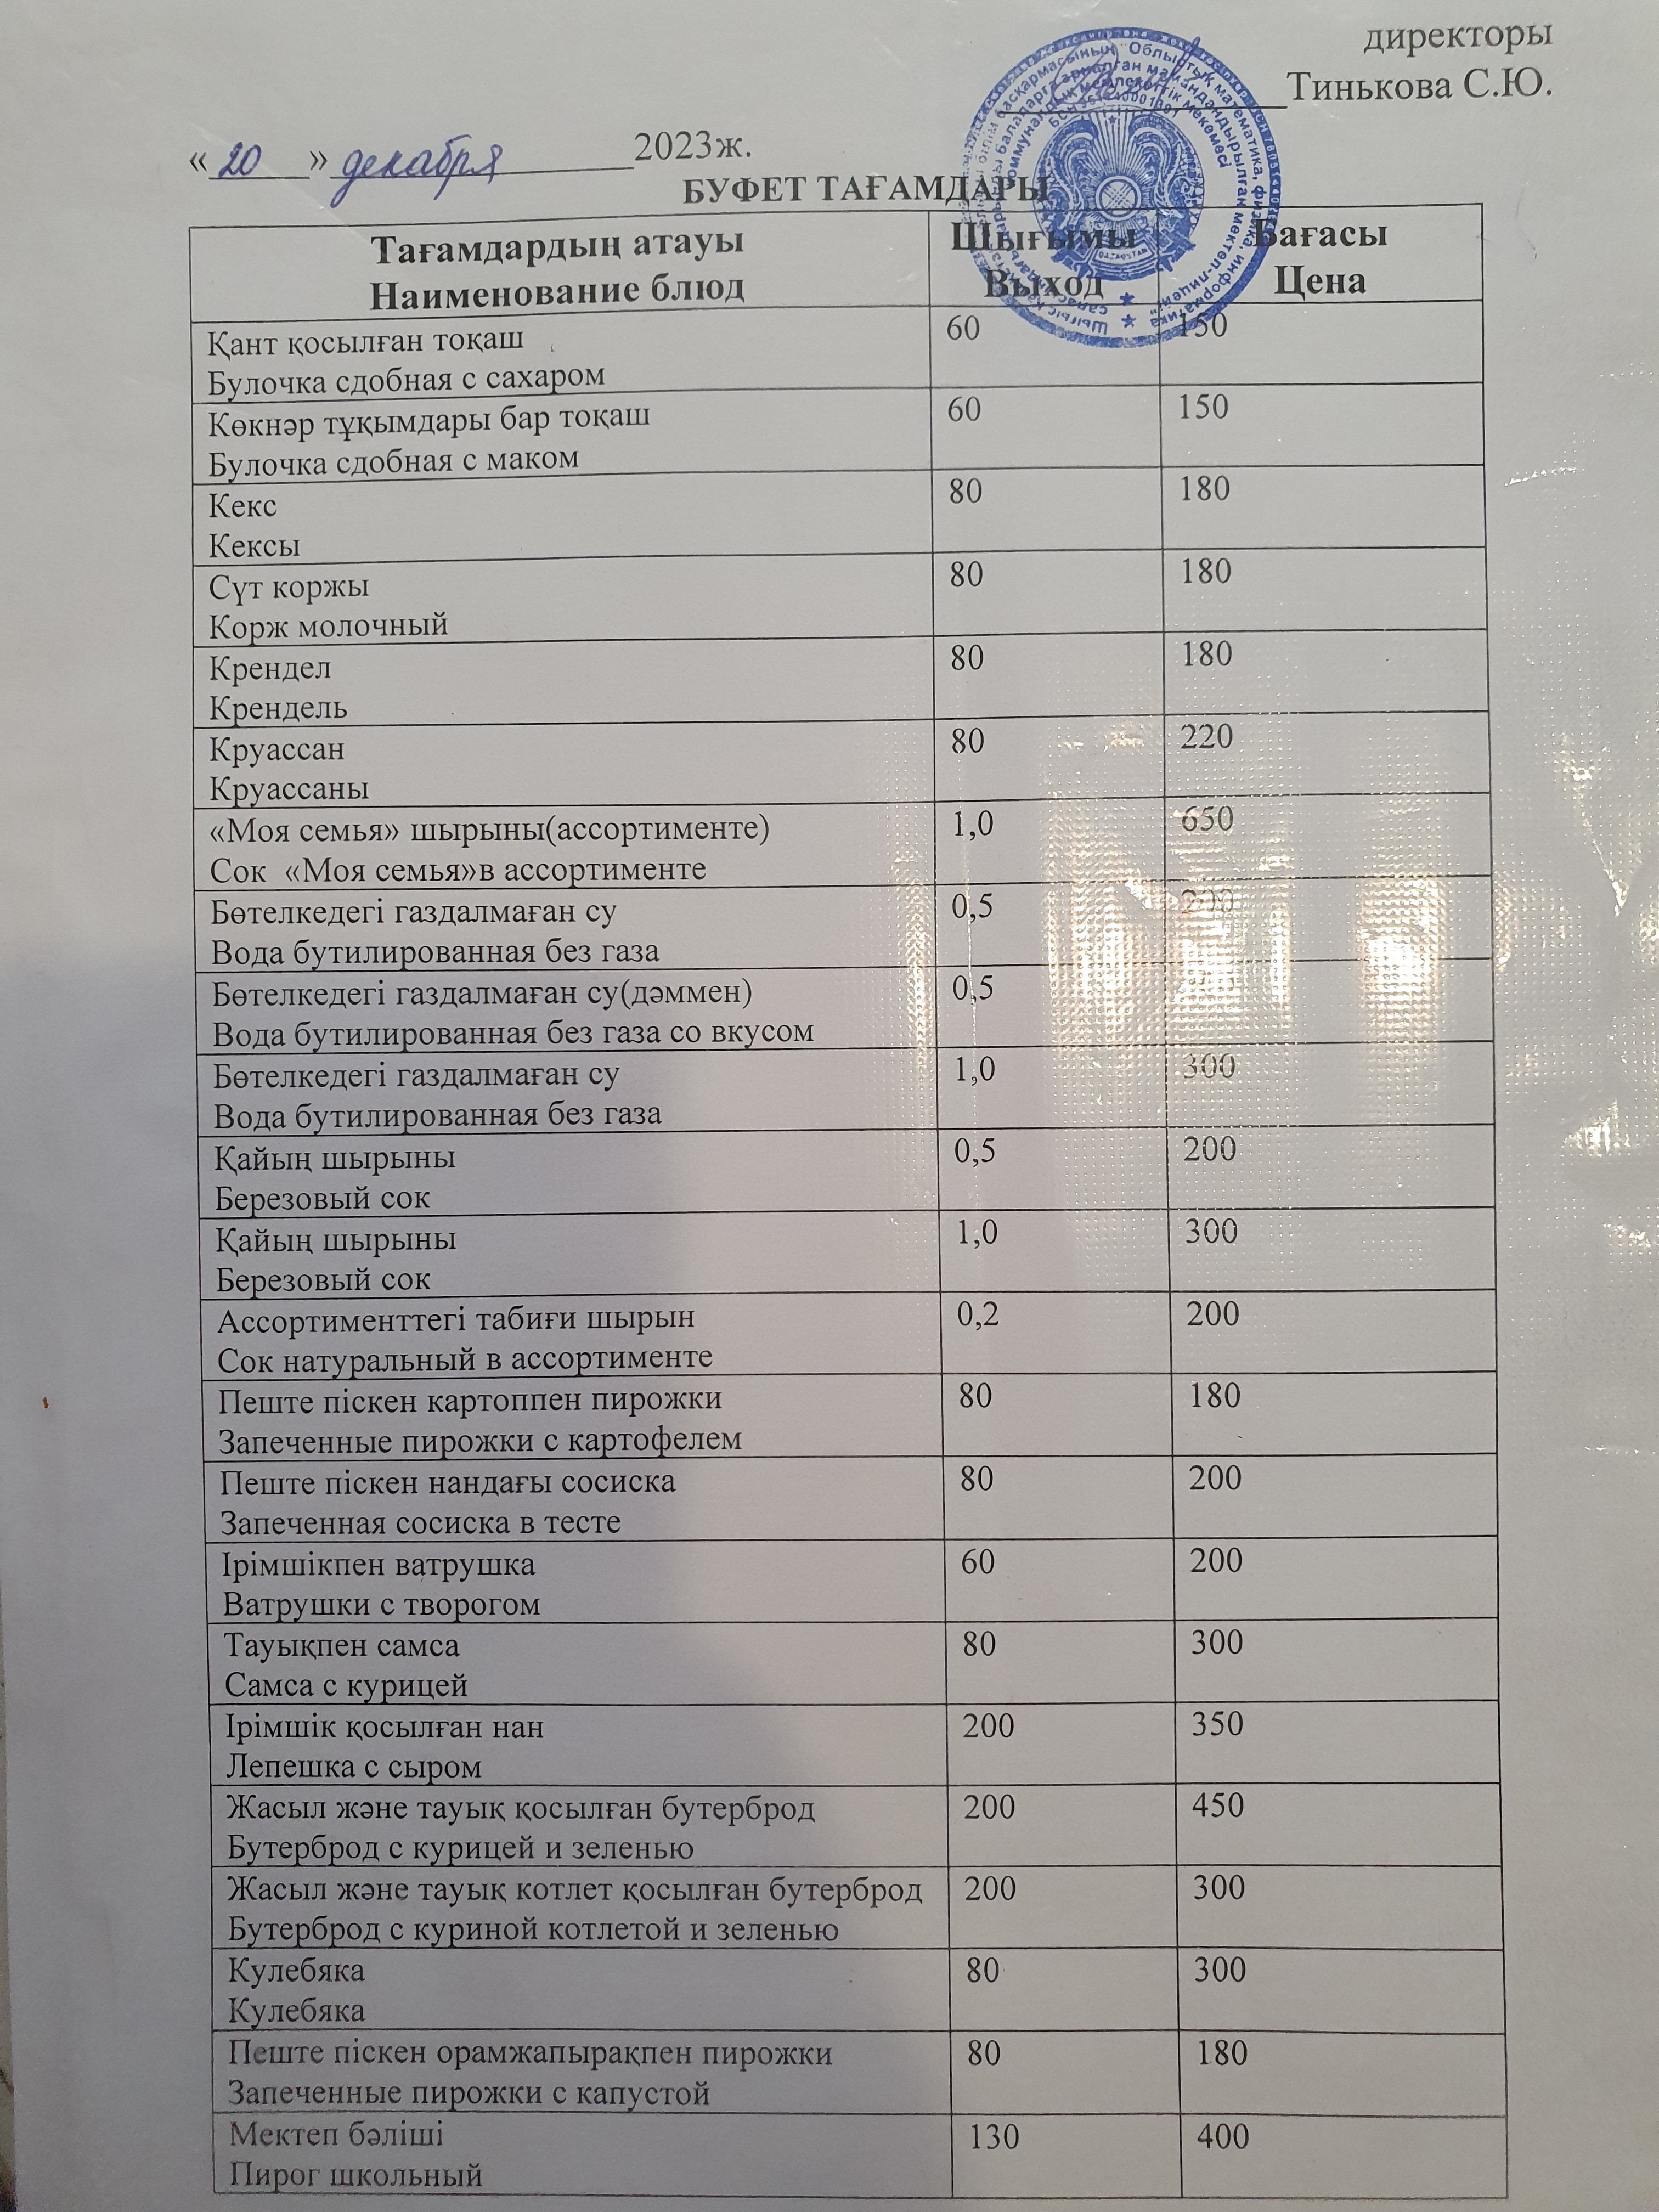 директоры
Тинькова С.Ю.
«20» декабря 2023ж.
БУФЕТ ТАҒАМДАРЫ
Тағамдардың атауы Шығымы Бағасы
Наименование блюд Выход Цена
Қант қосылған тоқаш 60 150
Булочка сдобная с сахаром
Көкнәр тұқымдары бар тоқаш 60 150
Булочка сдобная с маком
Кекс 80 180
Кексы
Сүт коржы 80 180
Корж молочный
Крендел 80 180
Крендель
Круассан 80 220
Круассаны
«Моя семья» шырыны(ассортименте) 1,0 650
Сок «Моя семья»в ассортименте
Бөтелкедегі газдалмаған су 0,5 200
Вода бутилированная без газа
Бөтелкедегі газдалмаған су(дәммен) 0,5
Вода бутилированная без газа со вкусом
Бөтелкедегі газдалмаған су 1,0 300
Вода бутилированная без газа
Қайың шырыны 0,5 200
Березовый сок
Қайың шырыны 1,0 300
Березовый сок
Ассортименттегі табиғи шырын 0,2 200
Сок натуральный в ассортименте
Пеште піскен картоппен пирожки 80 180
Запеченные пирожки с картофелем
Пеште піскен нандағы сосиска 80 200
Запеченная сосиска в тесте
Ірімшікпен ватрушка 60 200
Ватрушки с творогом
Тауықпен самса 80 300
Самса с курицей
Ірімшік қосылған нан 200 350
Лепешка с сыром
Жасыл және тауық қосылған бутерброд 200 450
Бутерброд с курицей и зеленью
Жасыл және тауық котлет қосылған бутерброд 200 300
Бутерброд с куриной котлетой и зеленью
Кулебяка 80 300
Кулебяка
Пеште піскен орамжапырақпен пирожки 80 180
Запеченные пирожки с капустой
Мектеп бәліші 130 400
Пирог школьный